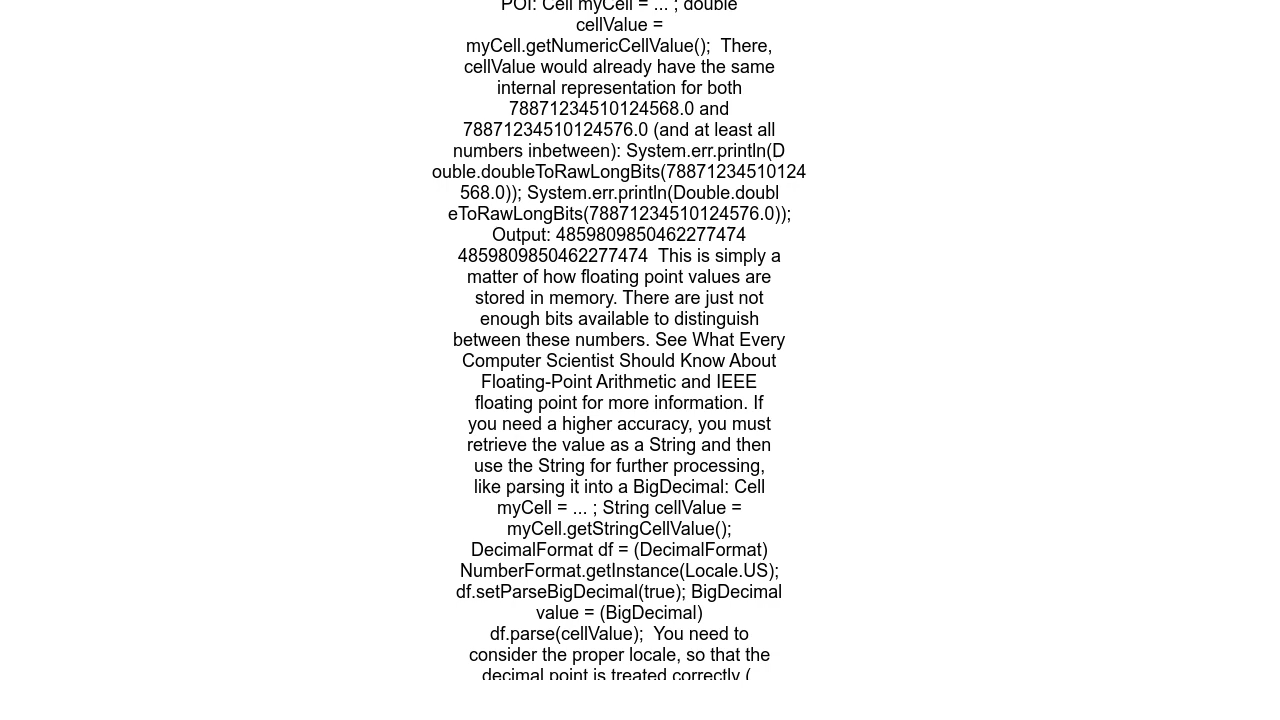 POI: Cell myCell = ... ; double
cellValue =
myCell.getNumericCellValue();  There,
cellValue would already have the same
internal representation for both
78871234510124568.0 and
78871234510124576.0 (and at least all
numbers inbetween): System.err.println(D
ouble.doubleToRawLongBits(78871234510124
568.0)); System.err.println(Double.doubl
eToRawLongBits(78871234510124576.0));
Output: 4859809850462277474
4859809850462277474  This is simply a
matter of how floating point values are
stored in memory. There are just not
enough bits available to distinguish
between these numbers. See What Every
Computer Scientist Should Know About
Floating-Point Arithmetic and IEEE
floating point for more information. If
you need a higher accuracy, you must
retrieve the value as a String and then
use the String for further processing,
like parsing it into a BigDecimal: Cell
myCell = ... ; String cellValue =
myCell.getStringCellValue();
DecimalFormat df = (DecimalFormat)
NumberFormat.getInstance(Locale.US);
df.setParseBigDecimal(true); BigDecimal
value = (BigDecimal)
df.parse(cellValue);  You need to
consider the proper locale, so that the
decimal point is treated correctly (